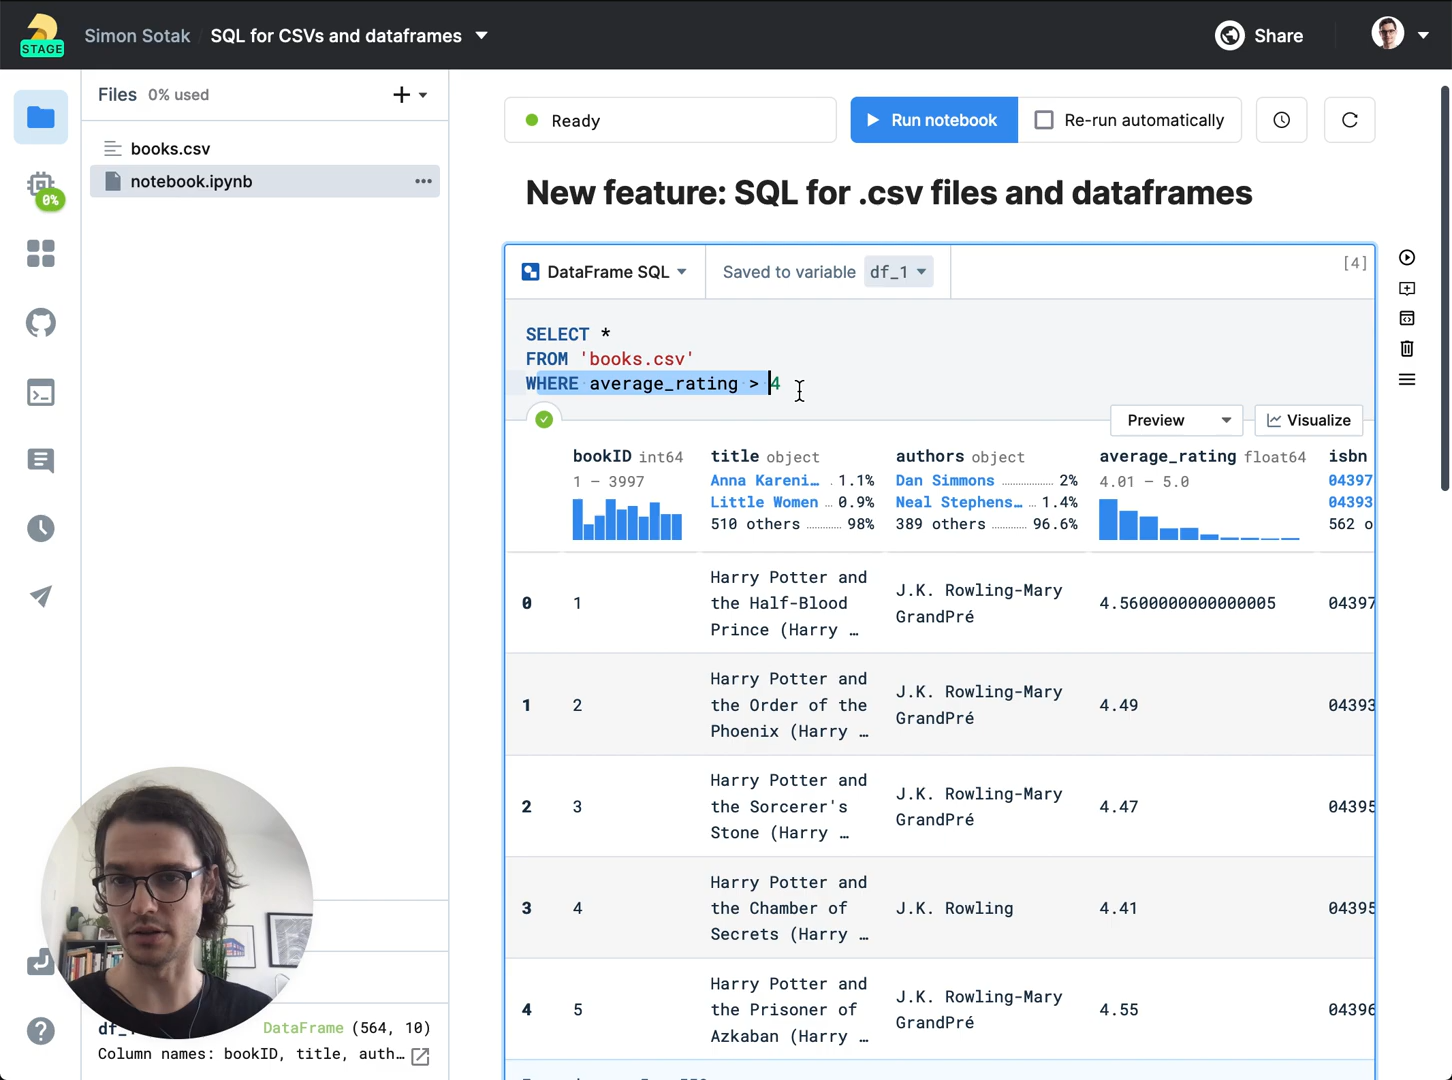 STAGE
Simon Sotak
SQL for CSVs and dataframes
Share
Files 0% used
books.csv
notebook.ipynb
0%
Ready
Run notebook
Re-run automatically
New feature: SQL for .csv files and dataframes
DataFrame SQL
Saved to variable df_1
[4]
SELECT *
FROM 'books.csv'
WHERE average_rating > 4
Preview
Visualize
bookID int64
1 – 3997
title object
Anna Kareni… 1.1%
Little Women 0.9%
510 others 98%
authors object
Dan Simmons 2%
Neal Stephens… 1.4%
389 others 96.6%
average_rating float64
4.01 – 5.0
isbn
04397
04393
562 o
0 1 Harry Potter and the Half-Blood Prince (Harry … J.K. Rowling-Mary GrandPré 4.5600000000000005 04397
1 2 Harry Potter and the Order of the Phoenix (Harry … J.K. Rowling-Mary GrandPré 4.49 04393
2 3 Harry Potter and the Sorcerer's Stone (Harry … J.K. Rowling-Mary GrandPré 4.47 04395
3 4 Harry Potter and the Chamber of Secrets (Harry … J.K. Rowling 4.41 04395
4 5 Harry Potter and the Prisoner of Azkaban (Harry … J.K. Rowling-Mary GrandPré 4.55 04396
DataFrame (564, 10)
Column names: bookID, title, auth…